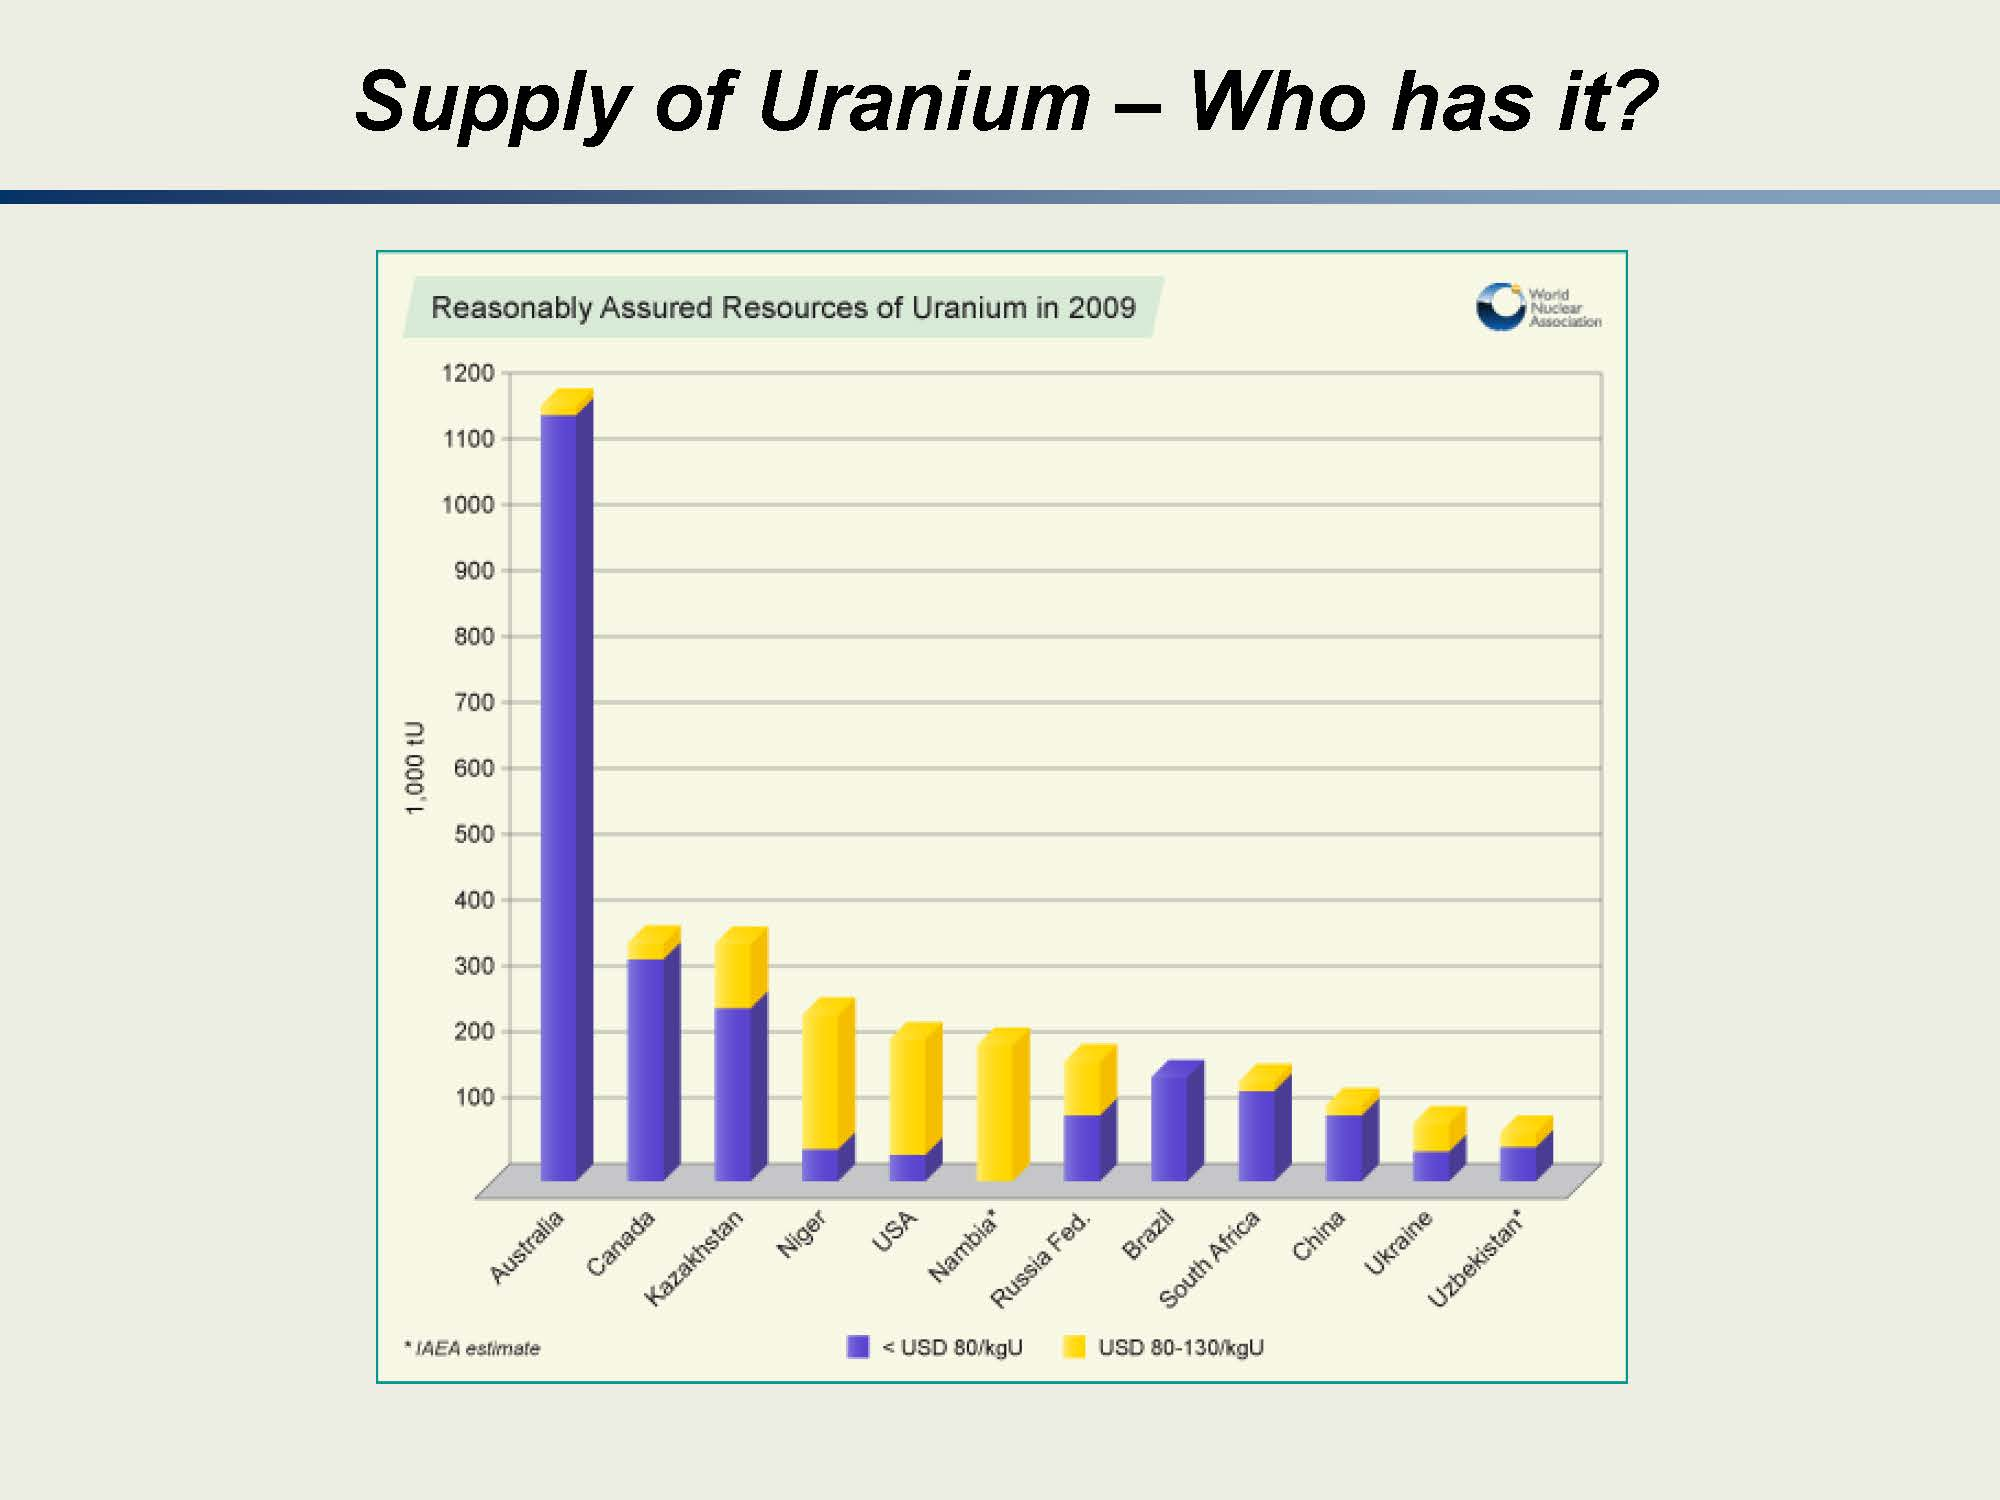 Supply of Uranium – Who has it?
Reasonably Assured Resources of Uranium in 2009
World
Nuclear
Association
1200
1100
1000
900
800
700
600
500
400
300
200
100
1,000 tU
Australia
Canada
Kazakhstan
Niger
USA
Nambia*
Russia Fed.
Brazil
South Africa
China
Ukraine
Uzbekistan*
* IAEA estimate
< USD 80/kgU
USD 80-130/kgU